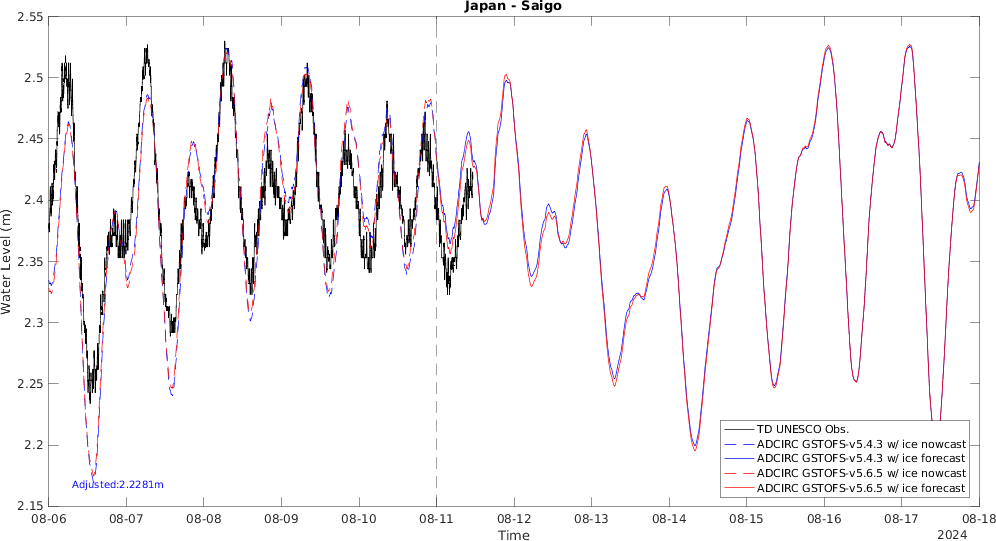 Japan - Saigo
2.55
2.5
2.45
2.4
2.35
2.3
2.25
2.2
2.15
Water Level (m)
Adjusted:2.2281m
TD UNESCO Obs.
ADCIRC GSTOFS-v5.4.3 w/ ice nowcast
ADCIRC GSTOFS-v5.4.3 w/ ice forecast
ADCIRC GSTOFS-v5.6.5 w/ ice nowcast
ADCIRC GSTOFS-v5.6.5 w/ ice forecast
08-06 08-07 08-08 08-09 08-10 08-11 08-12 08-13 08-14 08-15 08-16 08-17 08-18
Time
2024